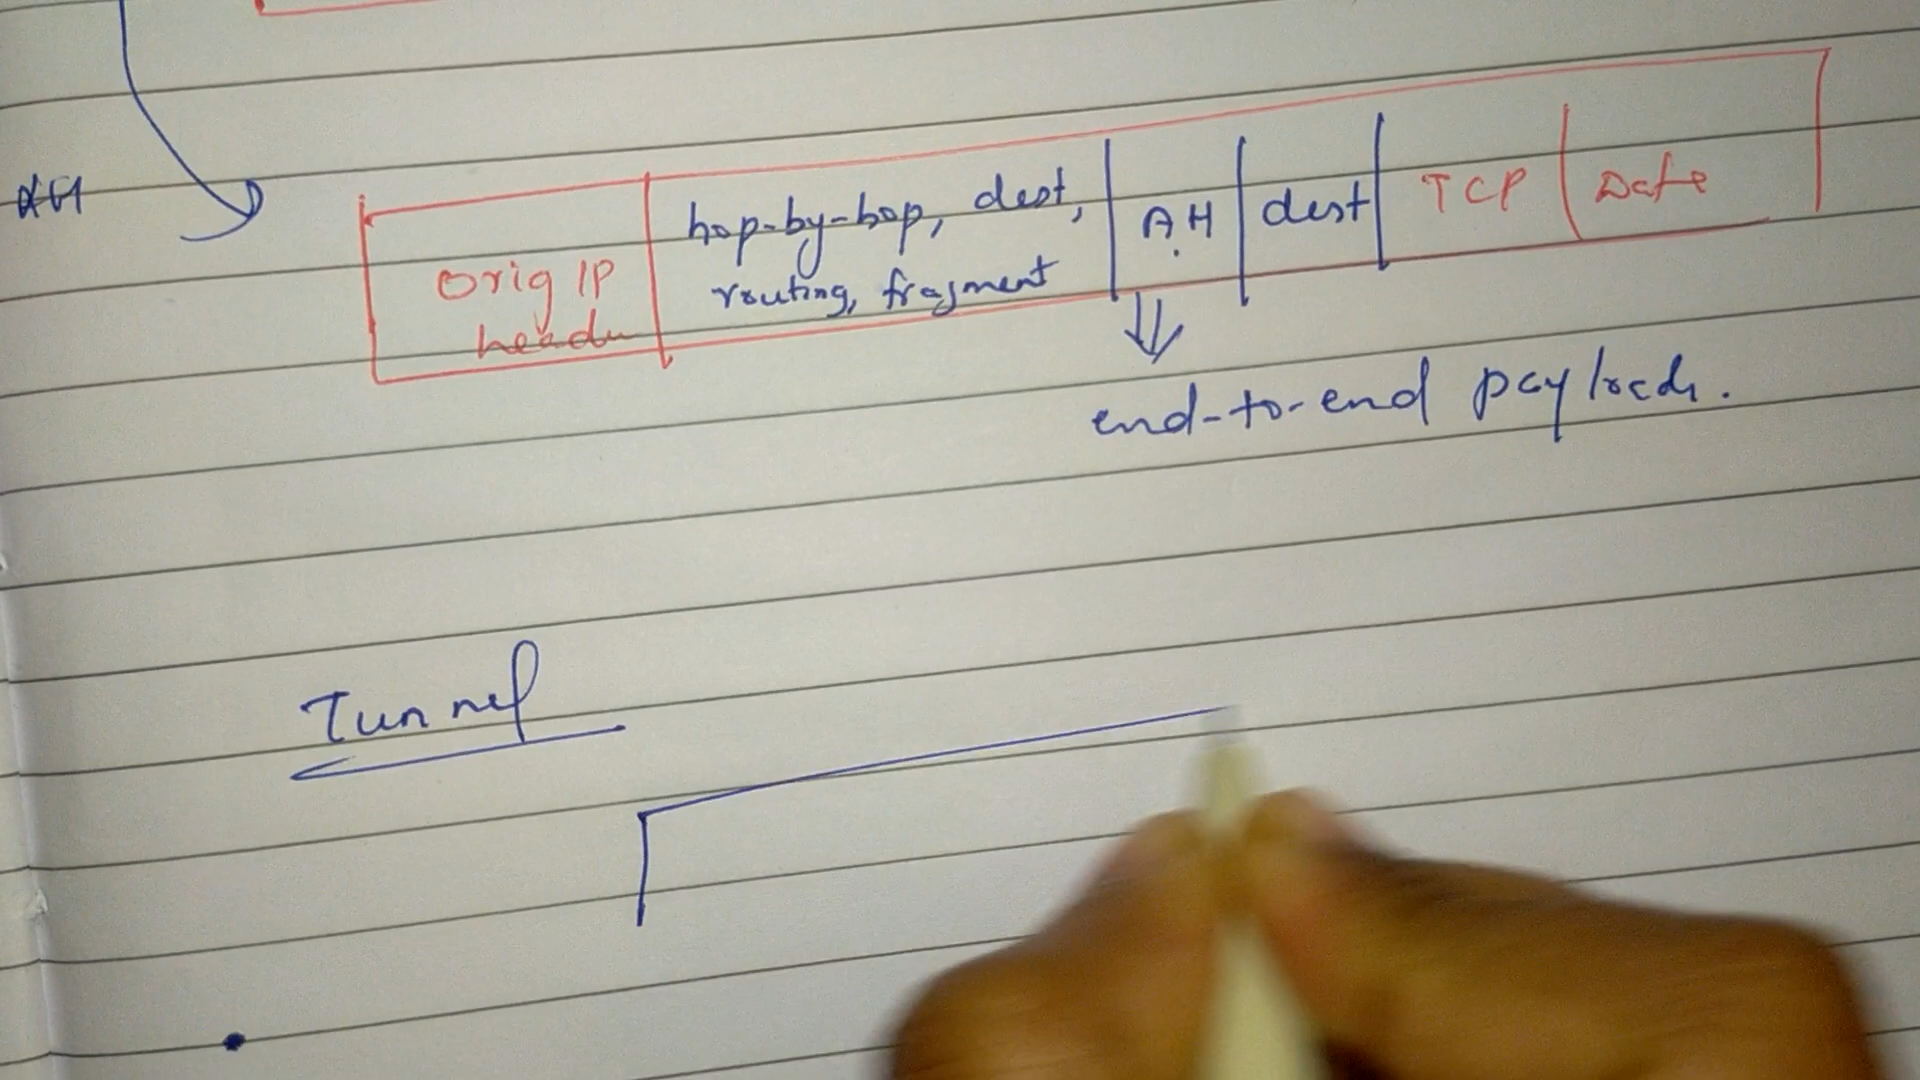 hop-by-hop, dest, AH dest TCP Data
orig IP routing, fragment
header
end-to-end payload.
Tunnel